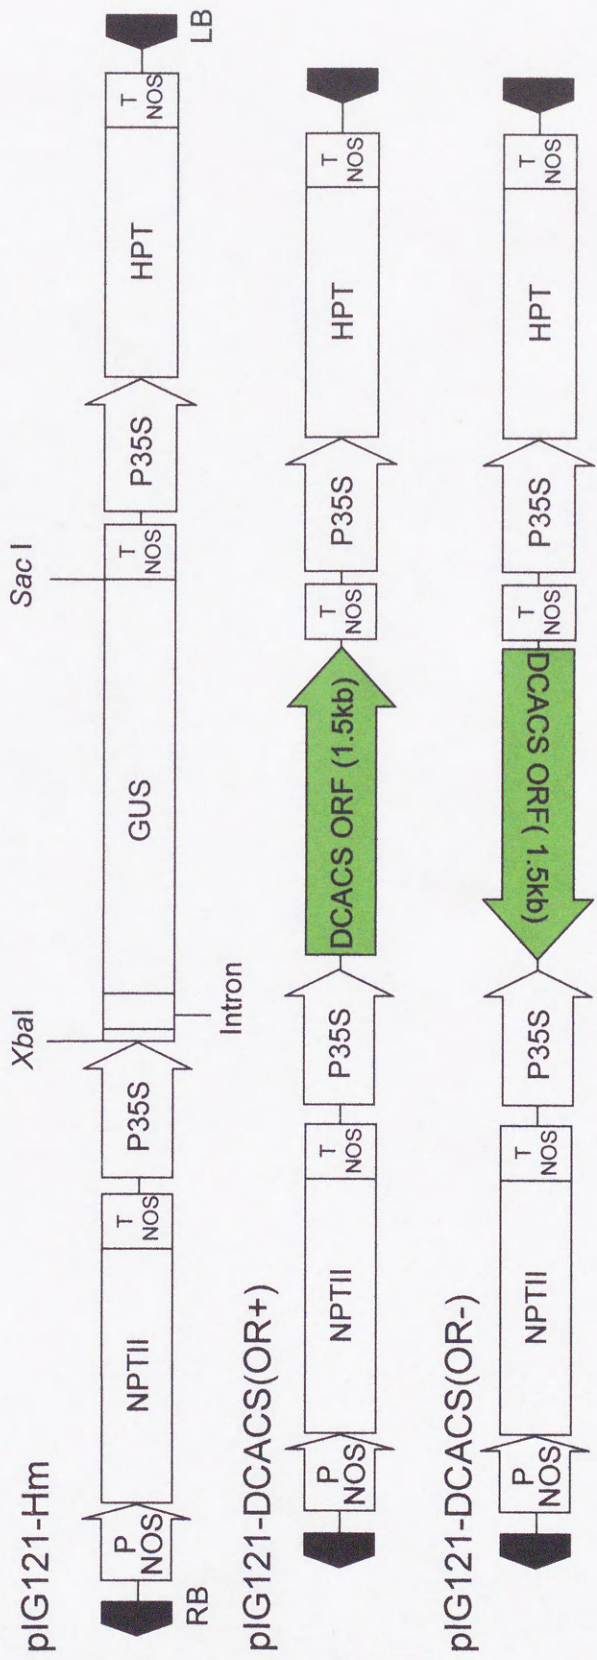 pIG121-Hm
XbaI
Sac I
P
NOS
NPTII
T
NOS
P35S
GUS
T
NOS
P35S
HPT
T
NOS
RB
Intron
LB
pIG121-DCACS(OR+)
P
NOS
NPTII
T
NOS
P35S
DCACS ORF (1.5kb)
T
NOS
P35S
HPT
T
NOS
pIG121-DCACS(OR-)
P
NOS
NPTII
T
NOS
P35S
DCACS ORF( 1.5kb)
T
NOS
P35S
HPT
T
NOS